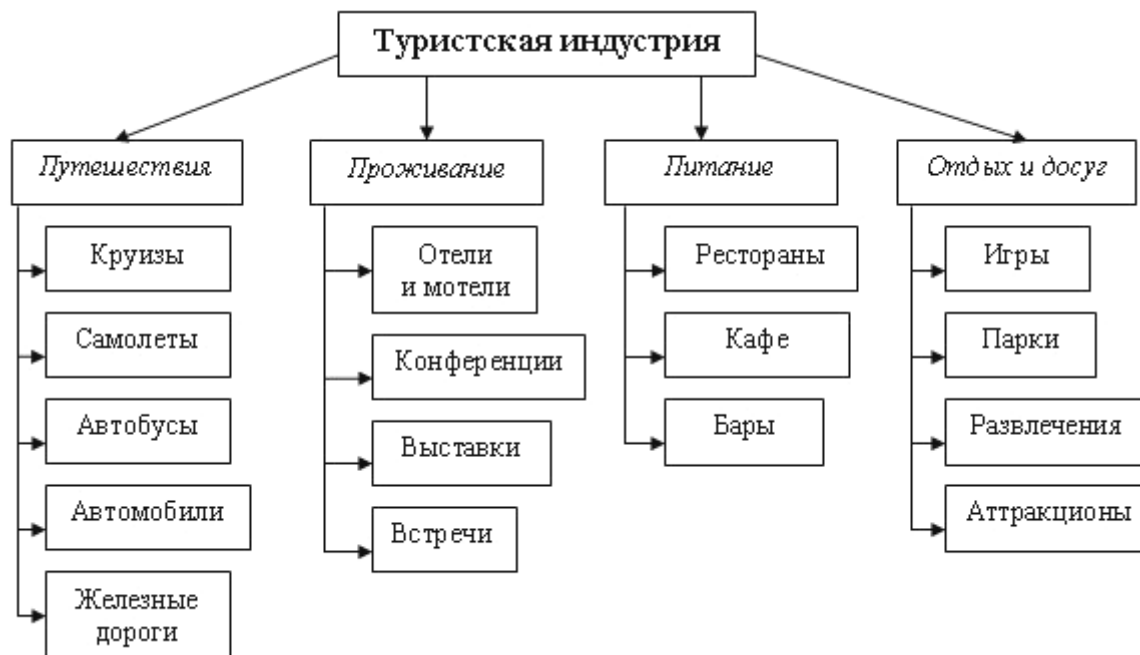 Туристская индустрия
Путешествия
Круизы
Самолеты
Автобусы
Автомобили
Железные
дороги
Проживание
Отели
и мотели
Конференции
Выставки
Встречи
Питание
Рестораны
Кафе
Бары
Отдых и досуг
Игры
Парки
Развлечения
Аттракционы